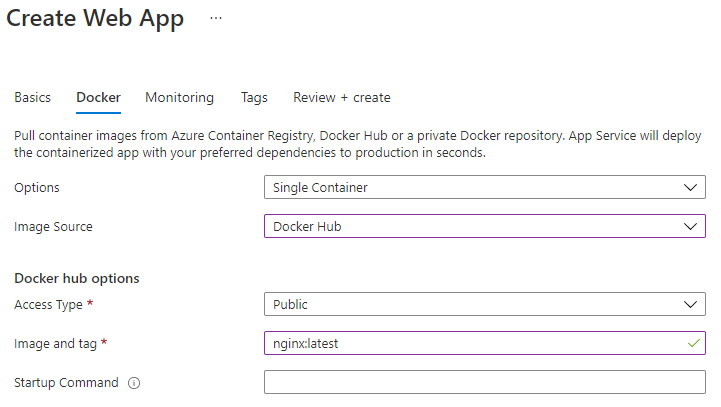 Create Web App ...
Basics Docker Monitoring Tags Review + create
Pull container images from Azure Container Registry, Docker Hub or a private Docker repository. App Service will deploy
the containerized app with your preferred dependencies to production in seconds.
Options Single Container
Image Source Docker Hub
Docker hub options
Access Type * Public
Image and tag * nginx:latest
Startup Command